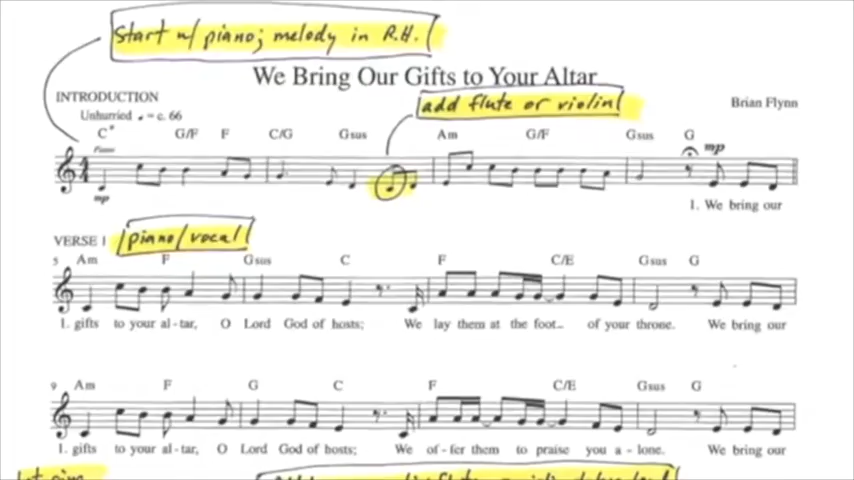 Start w/ piano; melody in R.H.
We Bring Our Gifts to Your Altar
INTRODUCTION
add flute or violin
Brian Flynn
Unhurried ♩ = c. 66
C* G/F F C/G Gsus Am G/F Gsus G
Piano
mp
mp
1. We bring our
VERSE 1 piano/vocal
5 Am F Gsus C F C/E Gsus G
1. gifts to your al - tar, O Lord God of hosts; We lay them at the foot_ of your throne. We bring our
9 Am F G C F C/E Gsus G
1. gifts to your al - tar, O Lord God of hosts; We of - fer them to praise you a - lone. We bring our